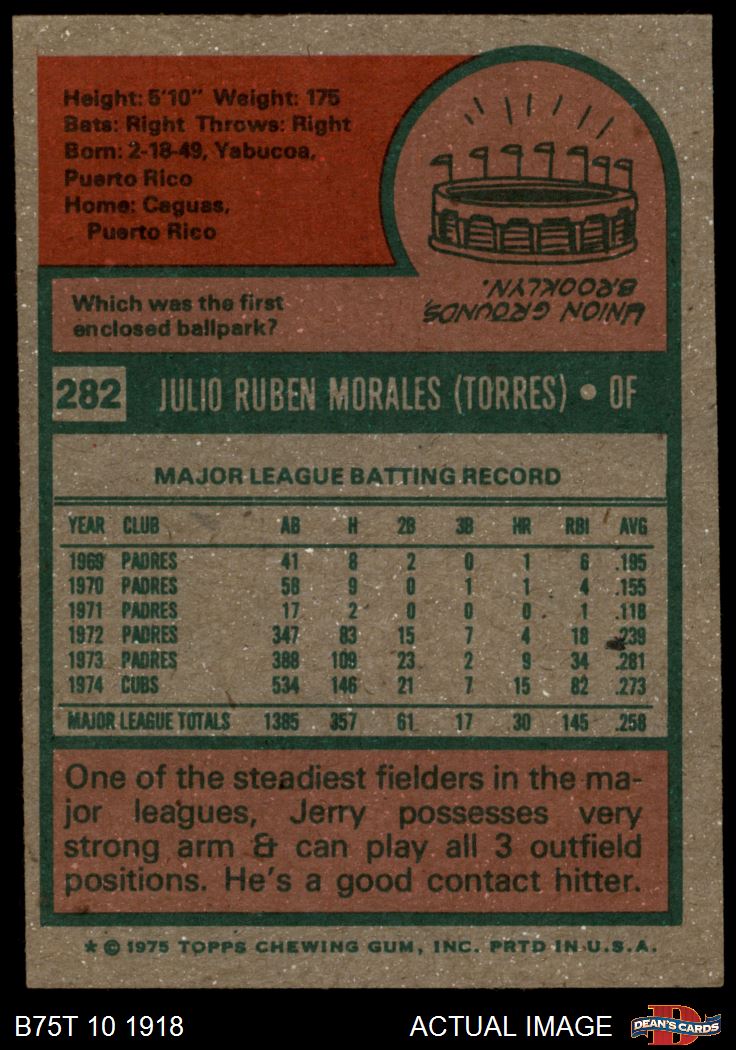 Height: 5'10" Weight: 175
Bats: Right Throws: Right
Born: 2-18-49, Yabucoa,
Puerto Rico
Home: Caguas,
Puerto Rico
Which was the first
enclosed ballpark?
UNION GROUNDS,
BROOKLYN.
282 JULIO RUBEN MORALES (TORRES) • OF
MAJOR LEAGUE BATTING RECORD
YEAR CLUB AB H 2B 3B HR RBI AVG
1969 PADRES 41 8 2 0 1 6 .195
1970 PADRES 58 9 0 1 1 4 .155
1971 PADRES 17 2 0 0 0 1 .118
1972 PADRES 347 83 15 7 4 18 .239
1973 PADRES 388 109 23 2 9 34 .281
1974 CUBS 534 146 21 7 15 82 .273
MAJOR LEAGUE TOTALS 1385 357 61 17 30 145 .258
One of the steadiest fielders in the ma-
jor leagues, Jerry possesses very
strong arm & can play all 3 outfield
positions. He's a good contact hitter.
* © 1975 TOPPS CHEWING GUM, INC. PRTD IN U.S.A.
B75T 10 1918 ACTUAL IMAGE DEAN'S CARDS